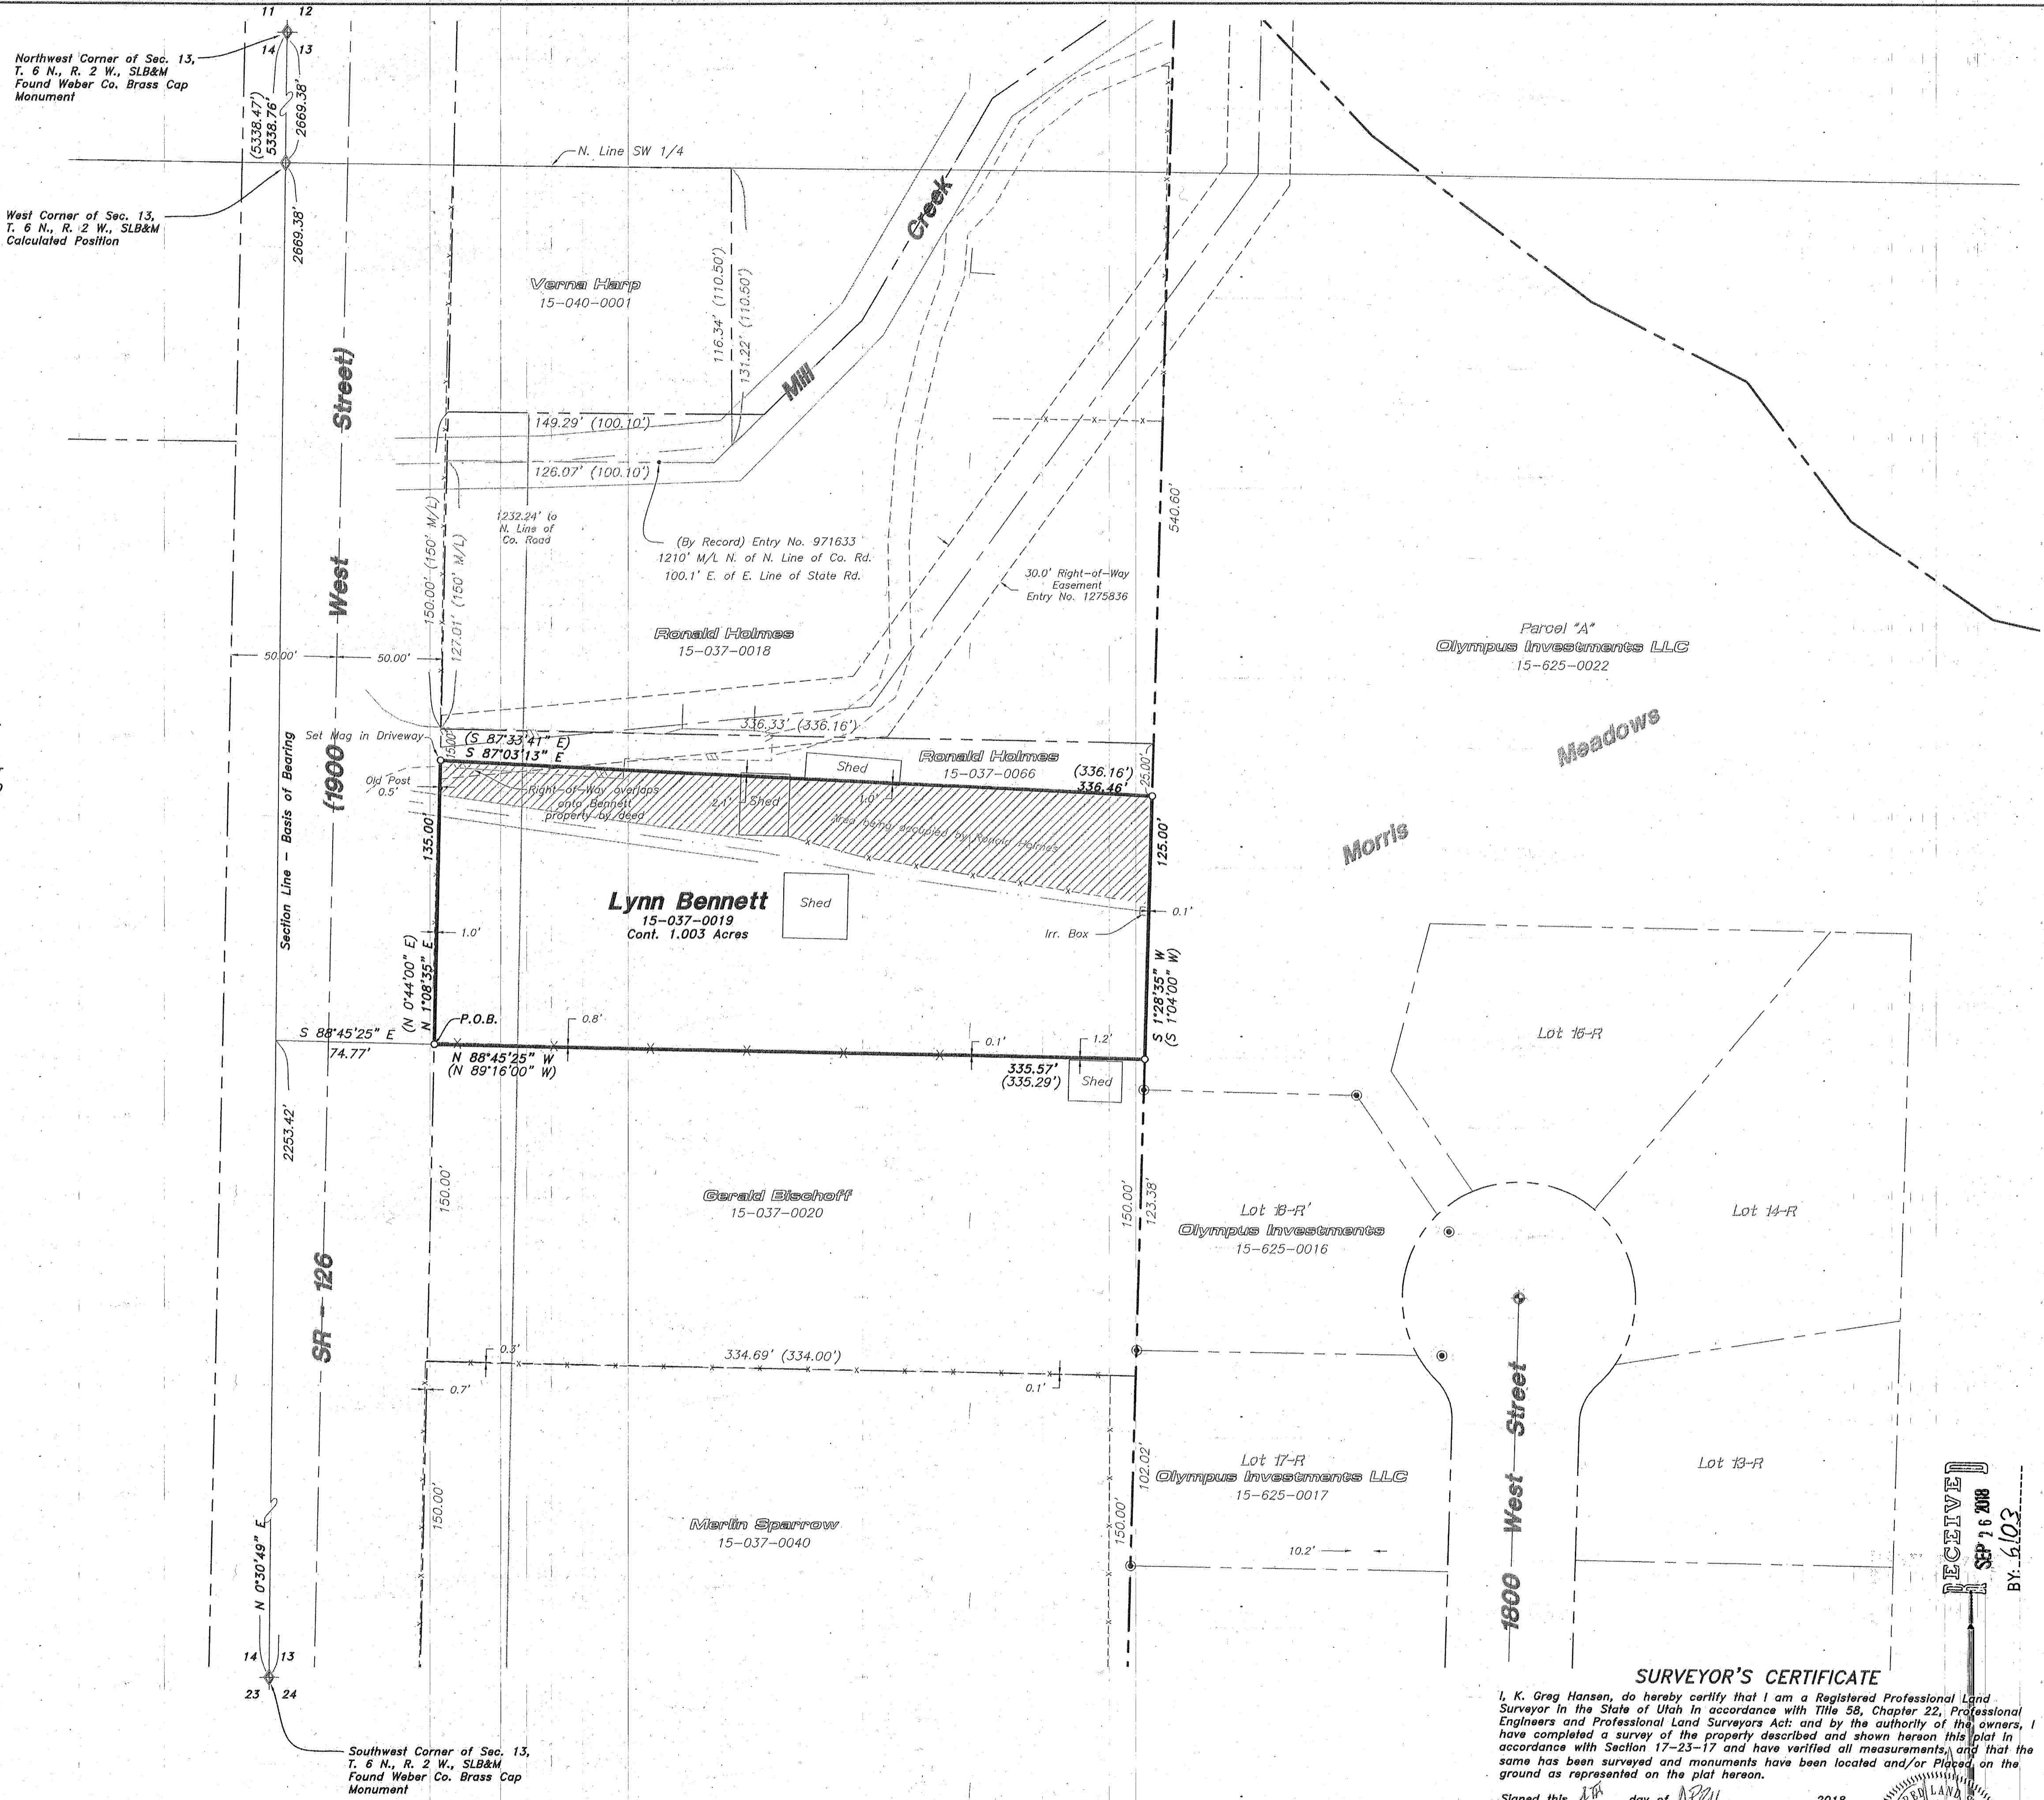 11 12
14 13
Northwest Corner of Sec. 13,
T. 6 N., R. 2 W., SLB&M
Found Weber Co. Brass Cap
Monument
(5338.47')
5338.76'
2669.38'
N. Line SW 1/4
West Corner of Sec. 13,
T. 6 N., R. 2 W., SLB&M
Calculated Position
2669.38'
Mill Creek
Verna Harp
15-040-0001
116.34' (110.50')
131.22' (110.50')
149.29' (100.10')
126.07' (100.10')
150.00' (150' M/L)
127.01' (150' M/L)
1232.24' to
N. Line of
Co. Road
(By Record) Entry No. 971633
1210' M/L N. of N. Line of Co. Rd.
100.1' E. of E. Line of State Rd.
540.60'
30.0' Right-of-Way
Easement
Entry No. 1275836
Ronald Holmes
15-037-0018
Parcel "A"
Olympus Investments LLC
15-625-0022
Morris Meadows
50.00'
50.00'
(1900 West Street)
SR - 126
Section Line - Basis of Bearing
Set Mag in Driveway
336.33' (336.16')
15.00'
(S 87°33'41" E)
S 87°03'13" E
Ronald Holmes
15-037-0066
(336.16')
336.46'
25.00'
Shed
Old Post
0.5'
Right-of-Way overlaps
onto Bennett
property by deed
2.1'
Shed
1.0'
Area being occupied by Ronald Holmes
135.00'
125.00'
Lynn Bennett
15-037-0019
Cont. 1.003 Acres
Shed
0.1'
Irr. Box
1.0'
(N 0°44'00" E)
N 1°08'35" E
S 1°28'35" W
(S 1°04'00" W)
P.O.B.
S 88°45'25" E
74.77'
0.8'
0.1'
1.2'
N 88°45'25" W
(N 89°16'00" W)
335.57'
(335.29')
Shed
2253.42'
150.00'
Gerald Bischoff
15-037-0020
150.00'
123.38'
Lot 16-R'
Olympus Investments
15-625-0016
Lot 15-R
Lot 14-R
0.3'
334.69' (334.00')
0.7'
0.1'
150.00'
Merlin Sparrow
15-037-0040
150.00'
102.02'
Lot 17-R
Olympus Investments LLC
15-625-0017
Lot 13-R
10.2'
1800 West Street
N 0°30'49" E
14 13
23 24
Southwest Corner of Sec. 13,
T. 6 N., R. 2 W., SLB&M
Found Weber Co. Brass Cap
Monument
RECEIVED
SEP 26 2018
BY: 6103
SURVEYOR'S CERTIFICATE
I, K. Greg Hansen, do hereby certify that I am a Registered Professional Land
Surveyor in the State of Utah in accordance with Title 58, Chapter 22, Professional
Engineers and Professional Land Surveyors Act: and by the authority of the owners, I
have completed a survey of the property described and shown hereon this plat in
accordance with Section 17-23-17 and have verified all measurements, and that the
same has been surveyed and monuments have been located and/or Placed on the
ground as represented on the plat hereon.
Signed this day of 2018